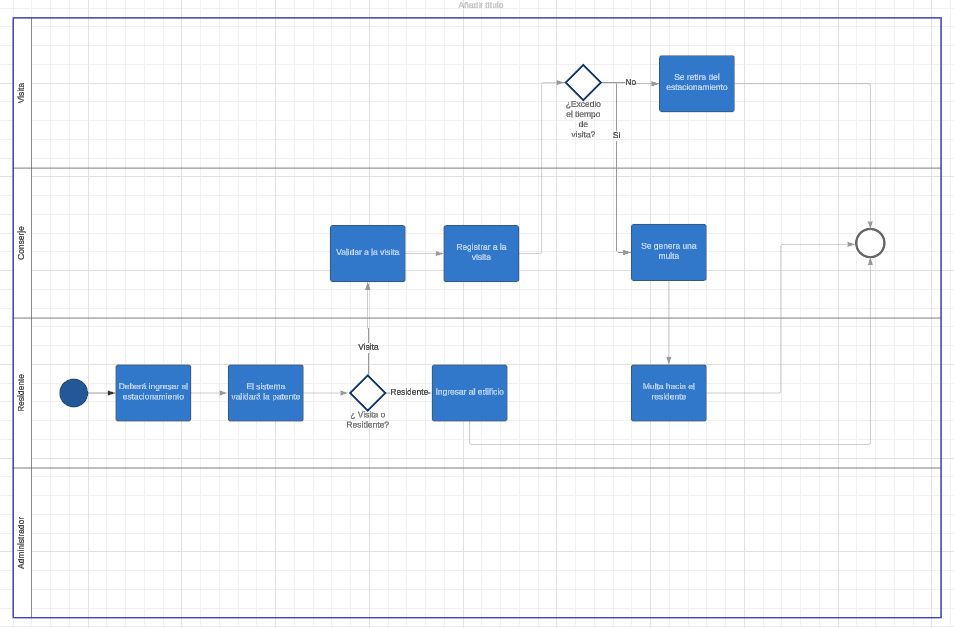 Añadir título
Visita
¿Excedio
el tiempo
de
visita?
No
Si
Se retira del
estacionamiento
Conserje
Validar a la visita
Registrar a la
visita
Se genera una
multa
Residente
Deberá ingresar al
estacionamiento
El sistema
validará la patente
Visita
¿ Visita o
Residente?
Residente
Ingresar al edificio
Multa hacia el
residente
Administrador